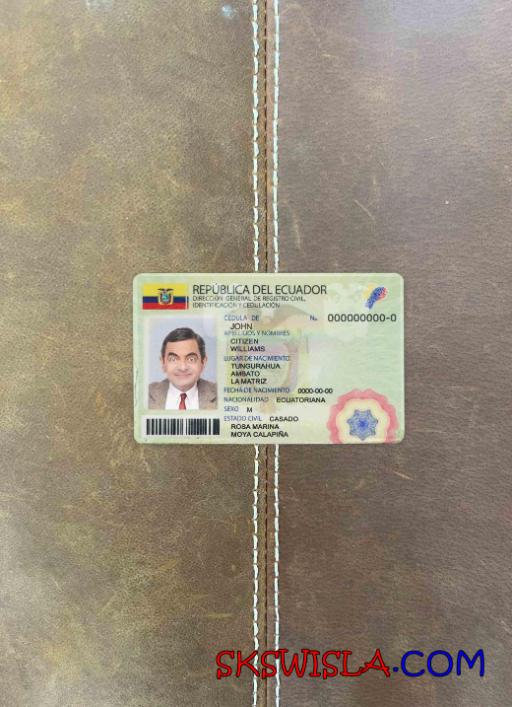 REPÚBLICA DEL ECUADOR
DIRECCIÓN GENERAL DE REGISTRO CIVIL,
IDENTIFICACIÓN Y CEDULACIÓN
CÉDULA DE No. 000000000-0
JOHN
APELLIDOS Y NOMBRES
CITIZEN
WILLIAMS
LUGAR DE NACIMIENTO
TUNGURAHUA
AMBATO
LA MATRIZ
FECHA DE NACIMIENTO 0000-00-00
NACIONALIDAD ECUATORIANA
SEXO M
ESTADO CIVIL CASADO
ROSA MARINA
MOYA CALAPIÑA
SKSWISLA.COM